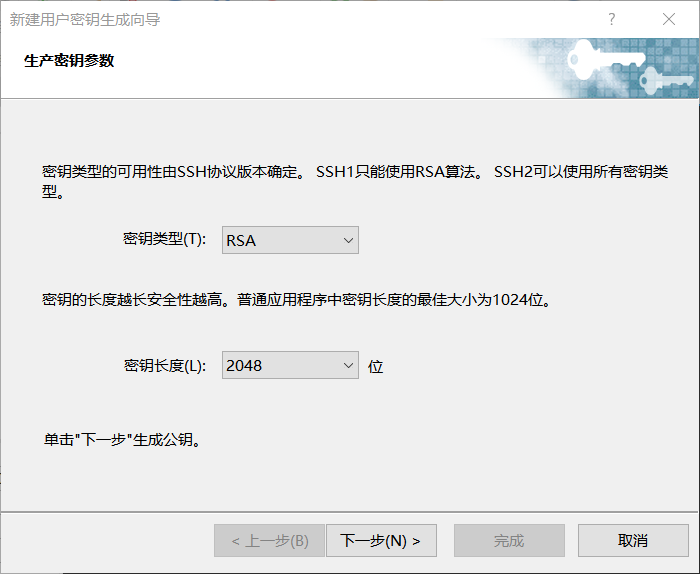 新建用户密钥生成向导
?
生产密钥参数
密钥类型的可用性由SSH协议版本确定。 SSH1只能使用RSA算法。 SSH2可以使用所有密钥类
型。
密钥类型(T): RSA
密钥的长度越长安全性越高。普通应用程序中密钥长度的最佳大小为1024位。
密钥长度(L): 2048 位
单击"下一步"生成公钥。
< 上一步(B) 下一步(N) > 完成 取消